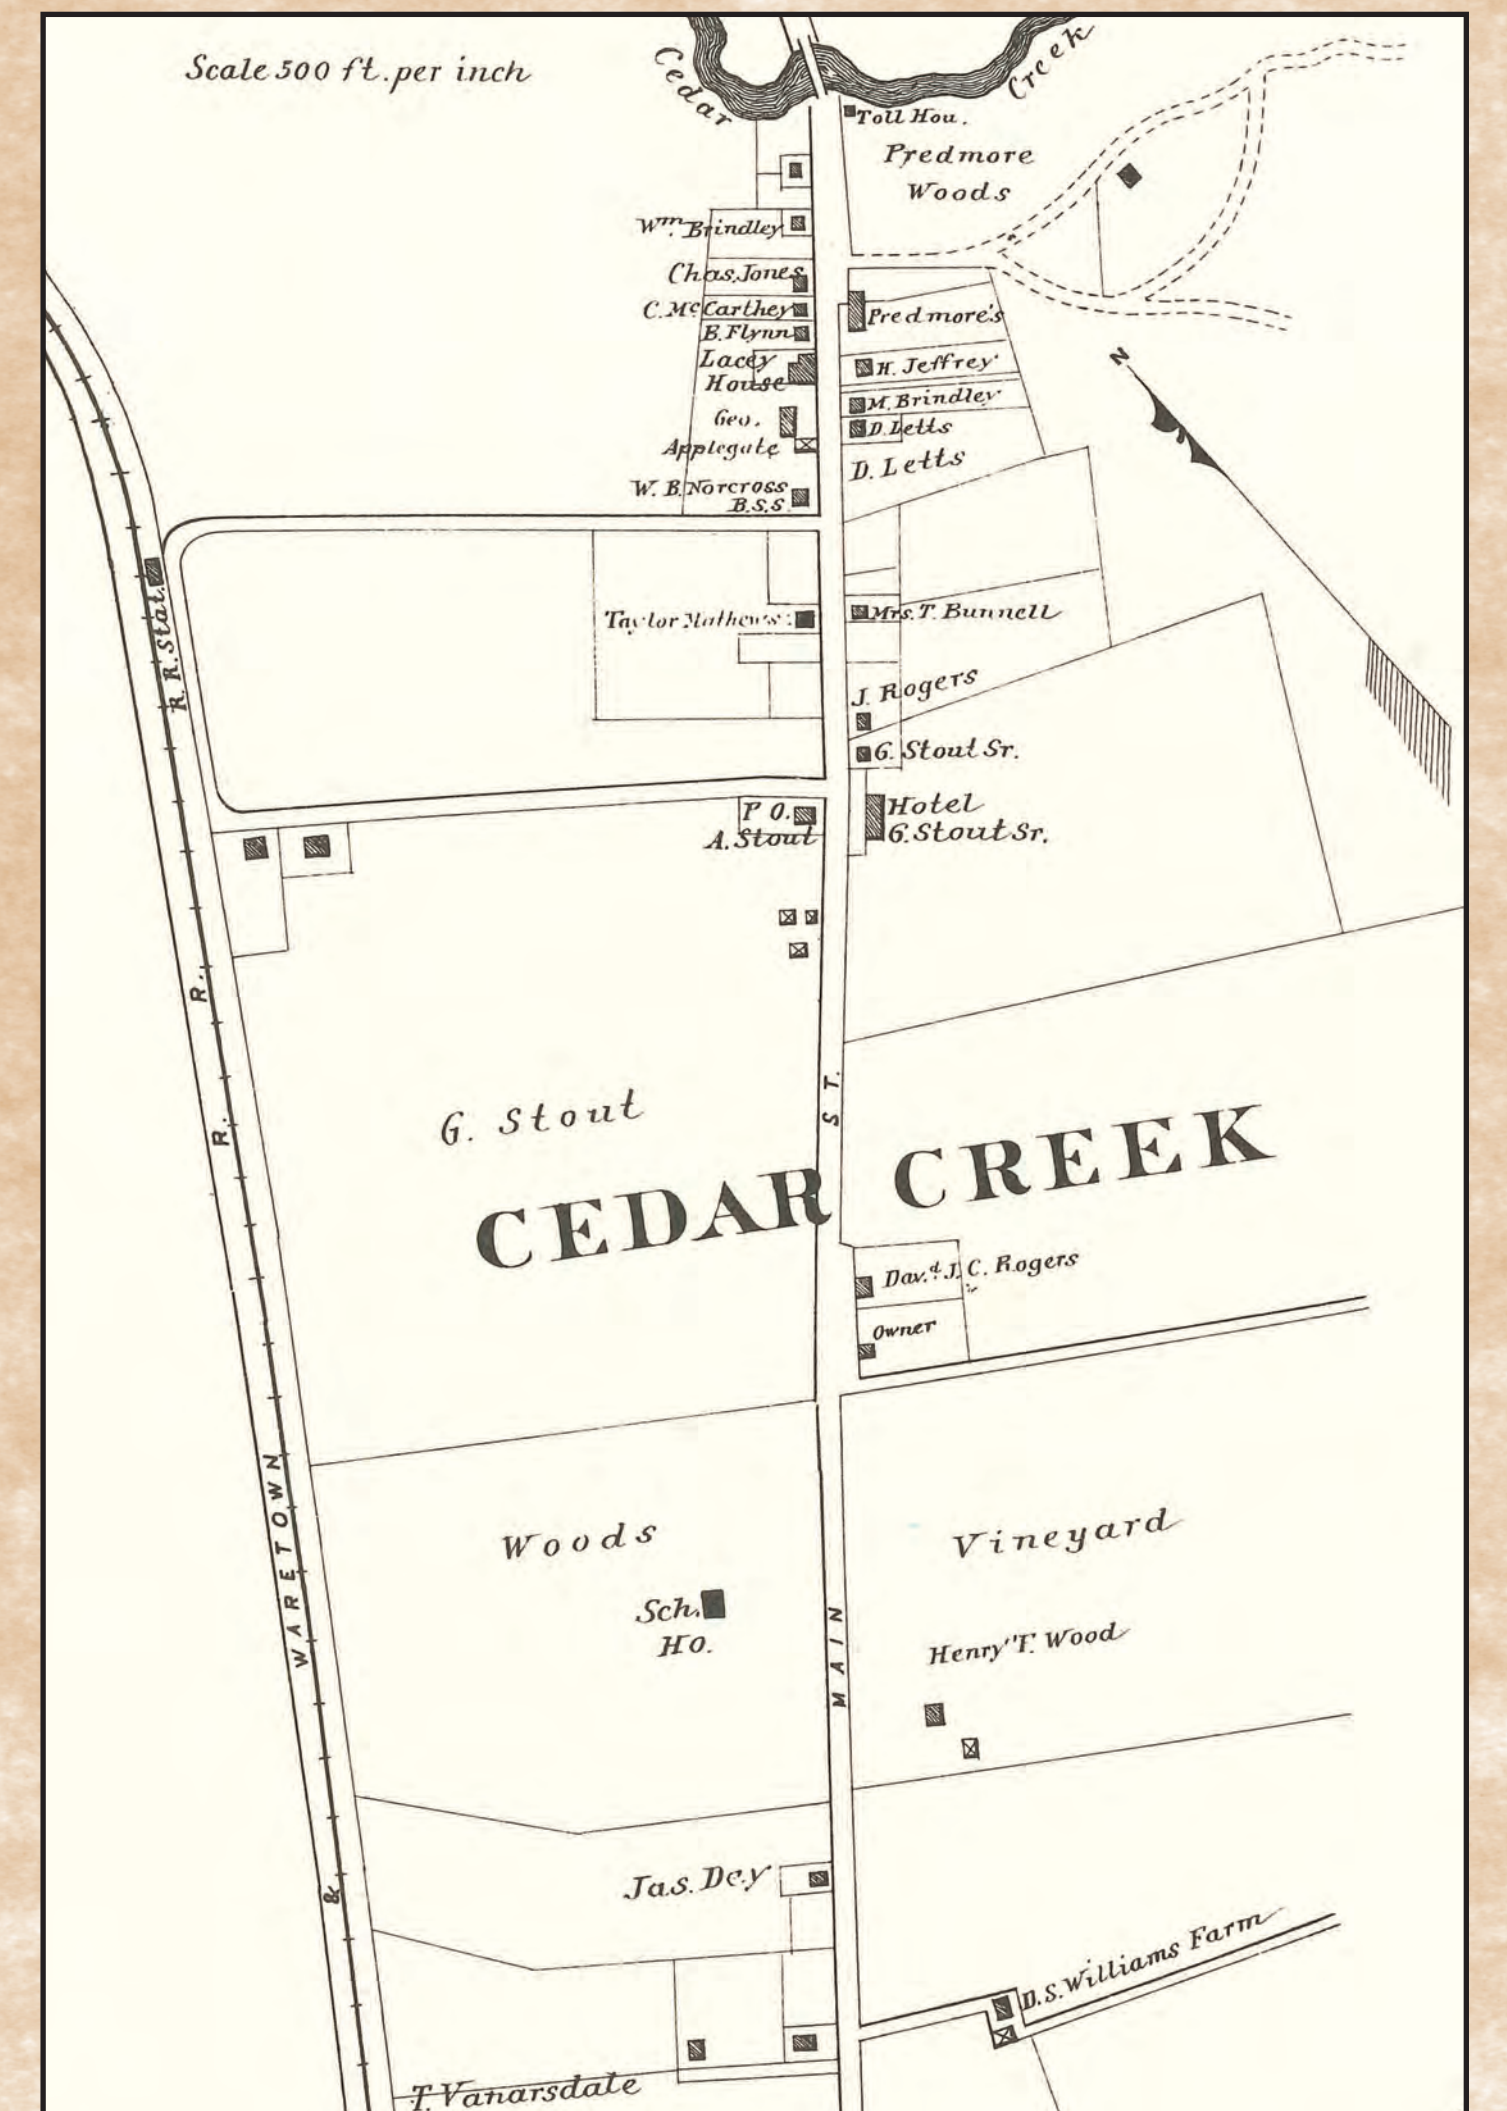 Scale 500 ft. per inch
Cedar
Creek
Toll Hou.
Predmore
Woods
Wm. Brindley
Chas. Jones
C. McCarthey
B. Flynn
Lacey
House
Geo.
Applegate
W. B. Norcross
B.S.S.
Predmore's
H. Jeffrey
M. Brindley
D. Letts
D. Letts
N
R. R. Stat.
Taylor Mathews
Mrs. T. Bunnell
J. Rogers
G. Stout Sr.
P O.
A. Stout
Hotel
G. Stout Sr.
G. Stout
CEDAR CREEK
Dav.d J. C. Rogers
Owner
Woods
Sch.
HO.
Vineyard
Henry F. Wood
MAIN ST.
Jas. Dey
D. S. Williams Farm
T. Vanarsdale
& WARETOWN R. R.